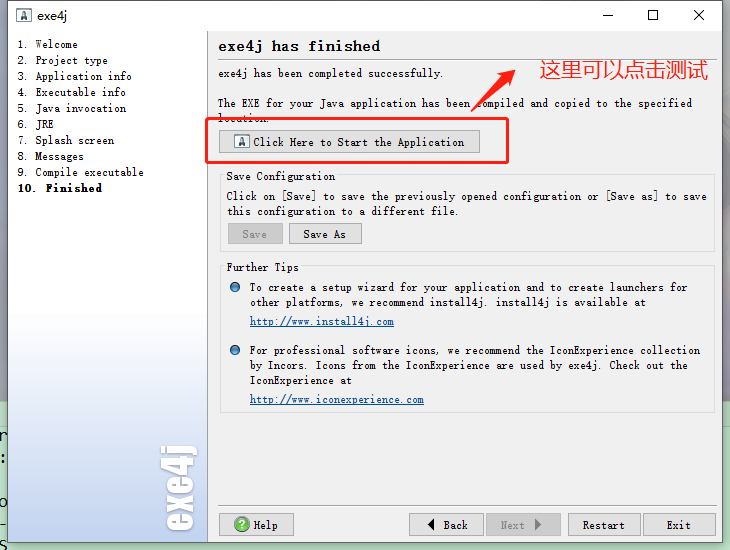 exe4j
1. Welcome
2. Project type
3. Application info
4. Executable info
5. Java invocation
6. JRE
7. Splash screen
8. Messages
9. Compile executable
10. Finished
exe4j
exe4j has finished
exe4j has been completed successfully.
这里可以点击测试
The EXE for your Java application has been compiled and copied to the specified
location.
Click Here to Start the Application
Save Configuration
Click on [Save] to save the previously opened configuration or [Save as] to save
this configuration to a different file.
Save
Save As
Further Tips
To create a setup wizard for your application and to create launchers for
other platforms, we recommend install4j. install4j is available at
http://www.install4j.com
For professional software icons, we recommend the IconExperience collection
by Incors. Icons from the IconExperience are used by exe4j. Check out the
IconExperience at
http://www.iconexperience.com
Help
Back
Next
Restart
Exit